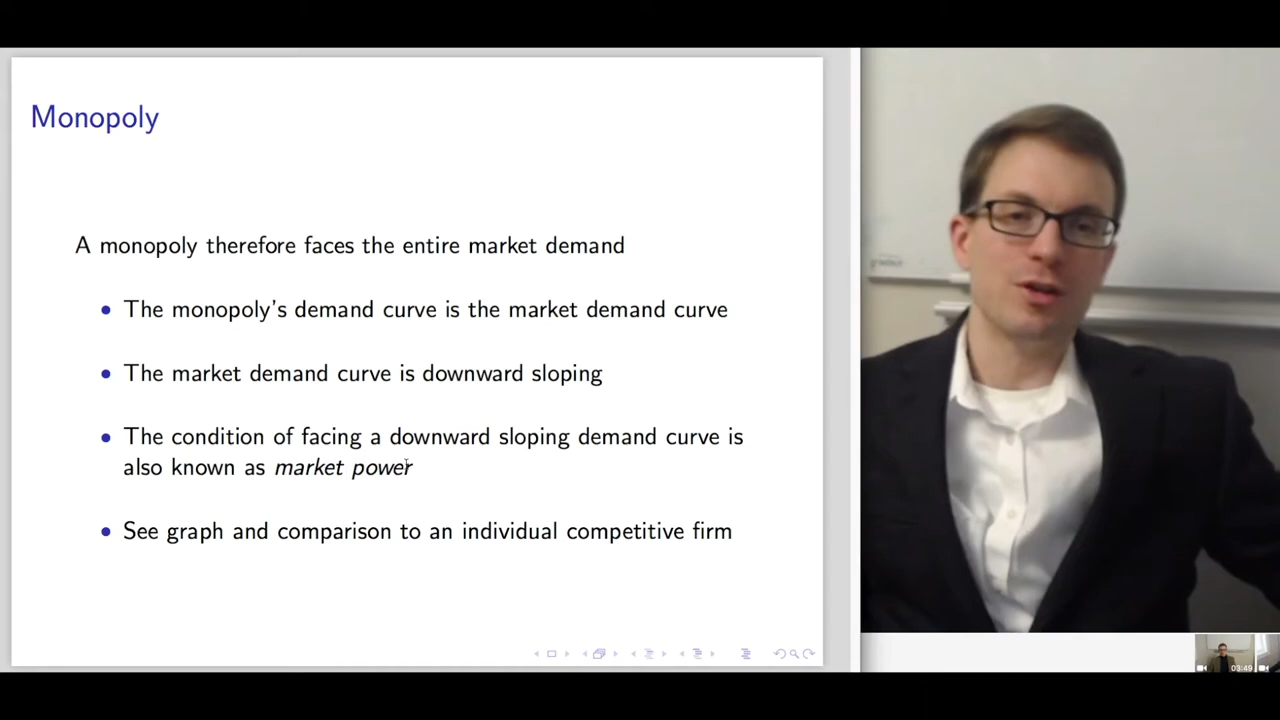 Monopoly
A monopoly therefore faces the entire market demand
• The monopoly's demand curve is the market demand curve
• The market demand curve is downward sloping
• The condition of facing a downward sloping demand curve is
also known as market power
• See graph and comparison to an individual competitive firm
03:49